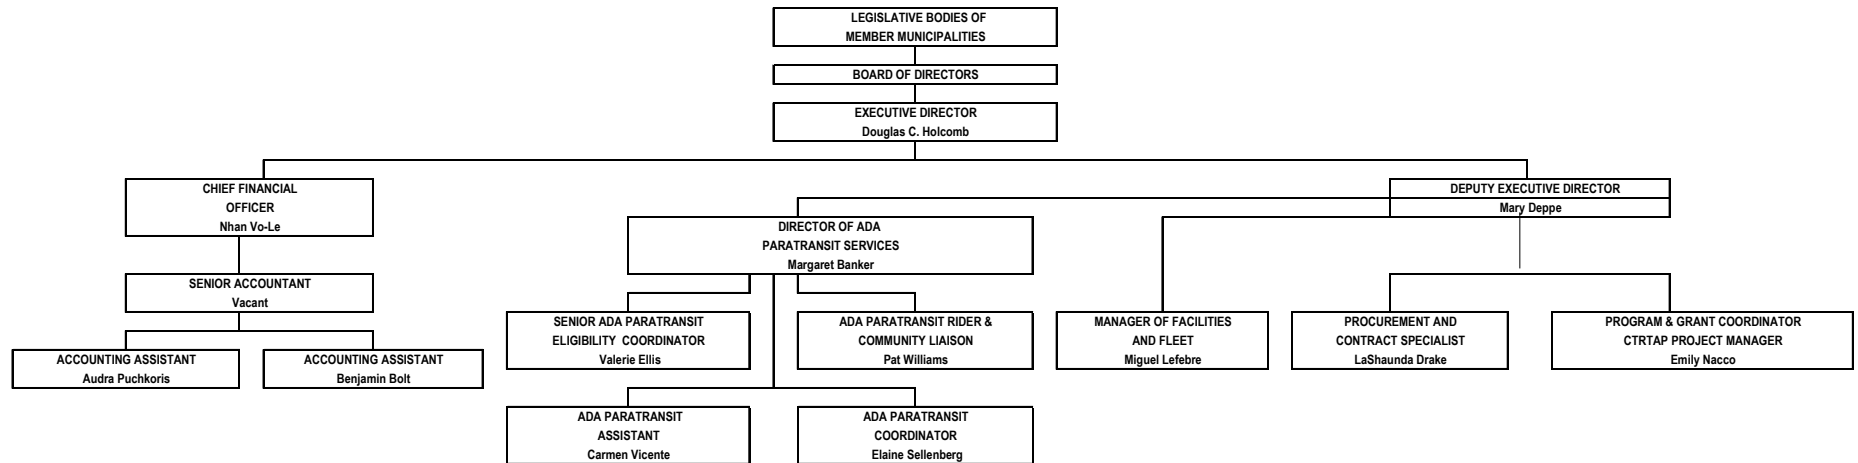 LEGISLATIVE BODIES OF
MEMBER MUNICIPALITIES
BOARD OF DIRECTORS
EXECUTIVE DIRECTOR
Douglas C. Holcomb
CHIEF FINANCIAL
OFFICER
Nhan Vo-Le
DEPUTY EXECUTIVE DIRECTOR
Mary Deppe
DIRECTOR OF ADA
PARATRANSIT SERVICES
Margaret Banker
SENIOR ACCOUNTANT
Vacant
ACCOUNTING ASSISTANT
Audra Puchkoris
ACCOUNTING ASSISTANT
Benjamin Bolt
SENIOR ADA PARATRANSIT
ELIGIBILITY COORDINATOR
Valerie Ellis
ADA PARATRANSIT RIDER &
COMMUNITY LIAISON
Pat Williams
MANAGER OF FACILITIES
AND FLEET
Miguel Lefebre
PROCUREMENT AND
CONTRACT SPECIALIST
LaShaunda Drake
PROGRAM & GRANT COORDINATOR
CTRTAP PROJECT MANAGER
Emily Nacco
ADA PARATRANSIT
ASSISTANT
Carmen Vicente
ADA PARATRANSIT
COORDINATOR
Elaine Sellenberg